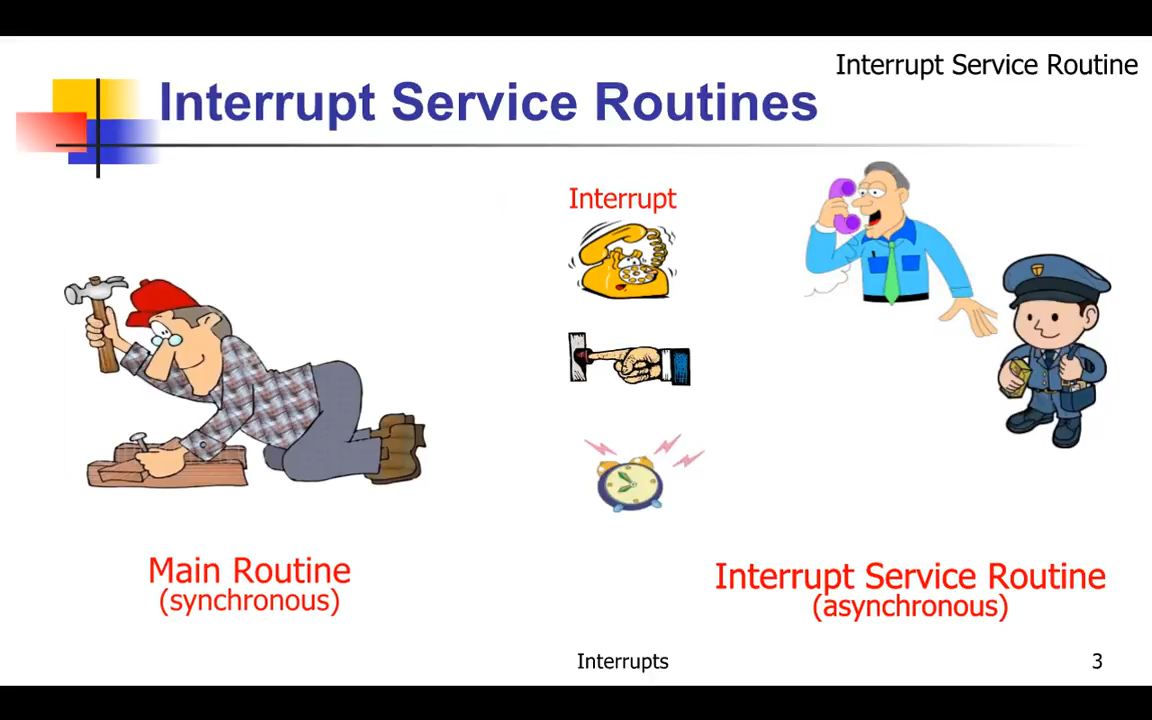 Interrupt Service Routine
Interrupt Service Routines
Interrupt
Main Routine
(synchronous)
Interrupt Service Routine
(asynchronous)
Interrupts
3